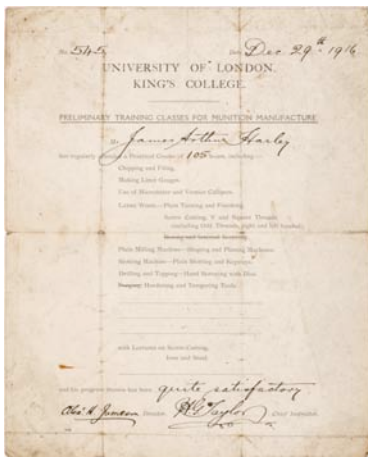 No. 545 Date Dec. 29th 1916
UNIVERSITY OF LONDON.
KING'S COLLEGE.
PRELIMINARY TRAINING CLASSES FOR MUNITION MANUFACTURE
Mr. James Arthur Harley
has regularly attended a Practical Course of 105 hours, including—
Chipping and Filing.
Making Limit Gauges.
Use of Micrometer and Vernier Calipers.
Lathe Work—Plain Turning and Finishing.
Screw Cutting, V and Square Threads
(including Odd Threads, right and left handed).
Plain Milling Machine—Shaping and Planing Machines.
Slotting Machine—Plain Slotting and Keyways.
Drilling and Tapping—Hand Screwing with Dies.
Hardening and Tempering Tools.
with Lectures on Screw-Cutting,
Iron and Steel.
and his progress therein has been quite satisfactory
Director. H G Taylor Chief Instructor.